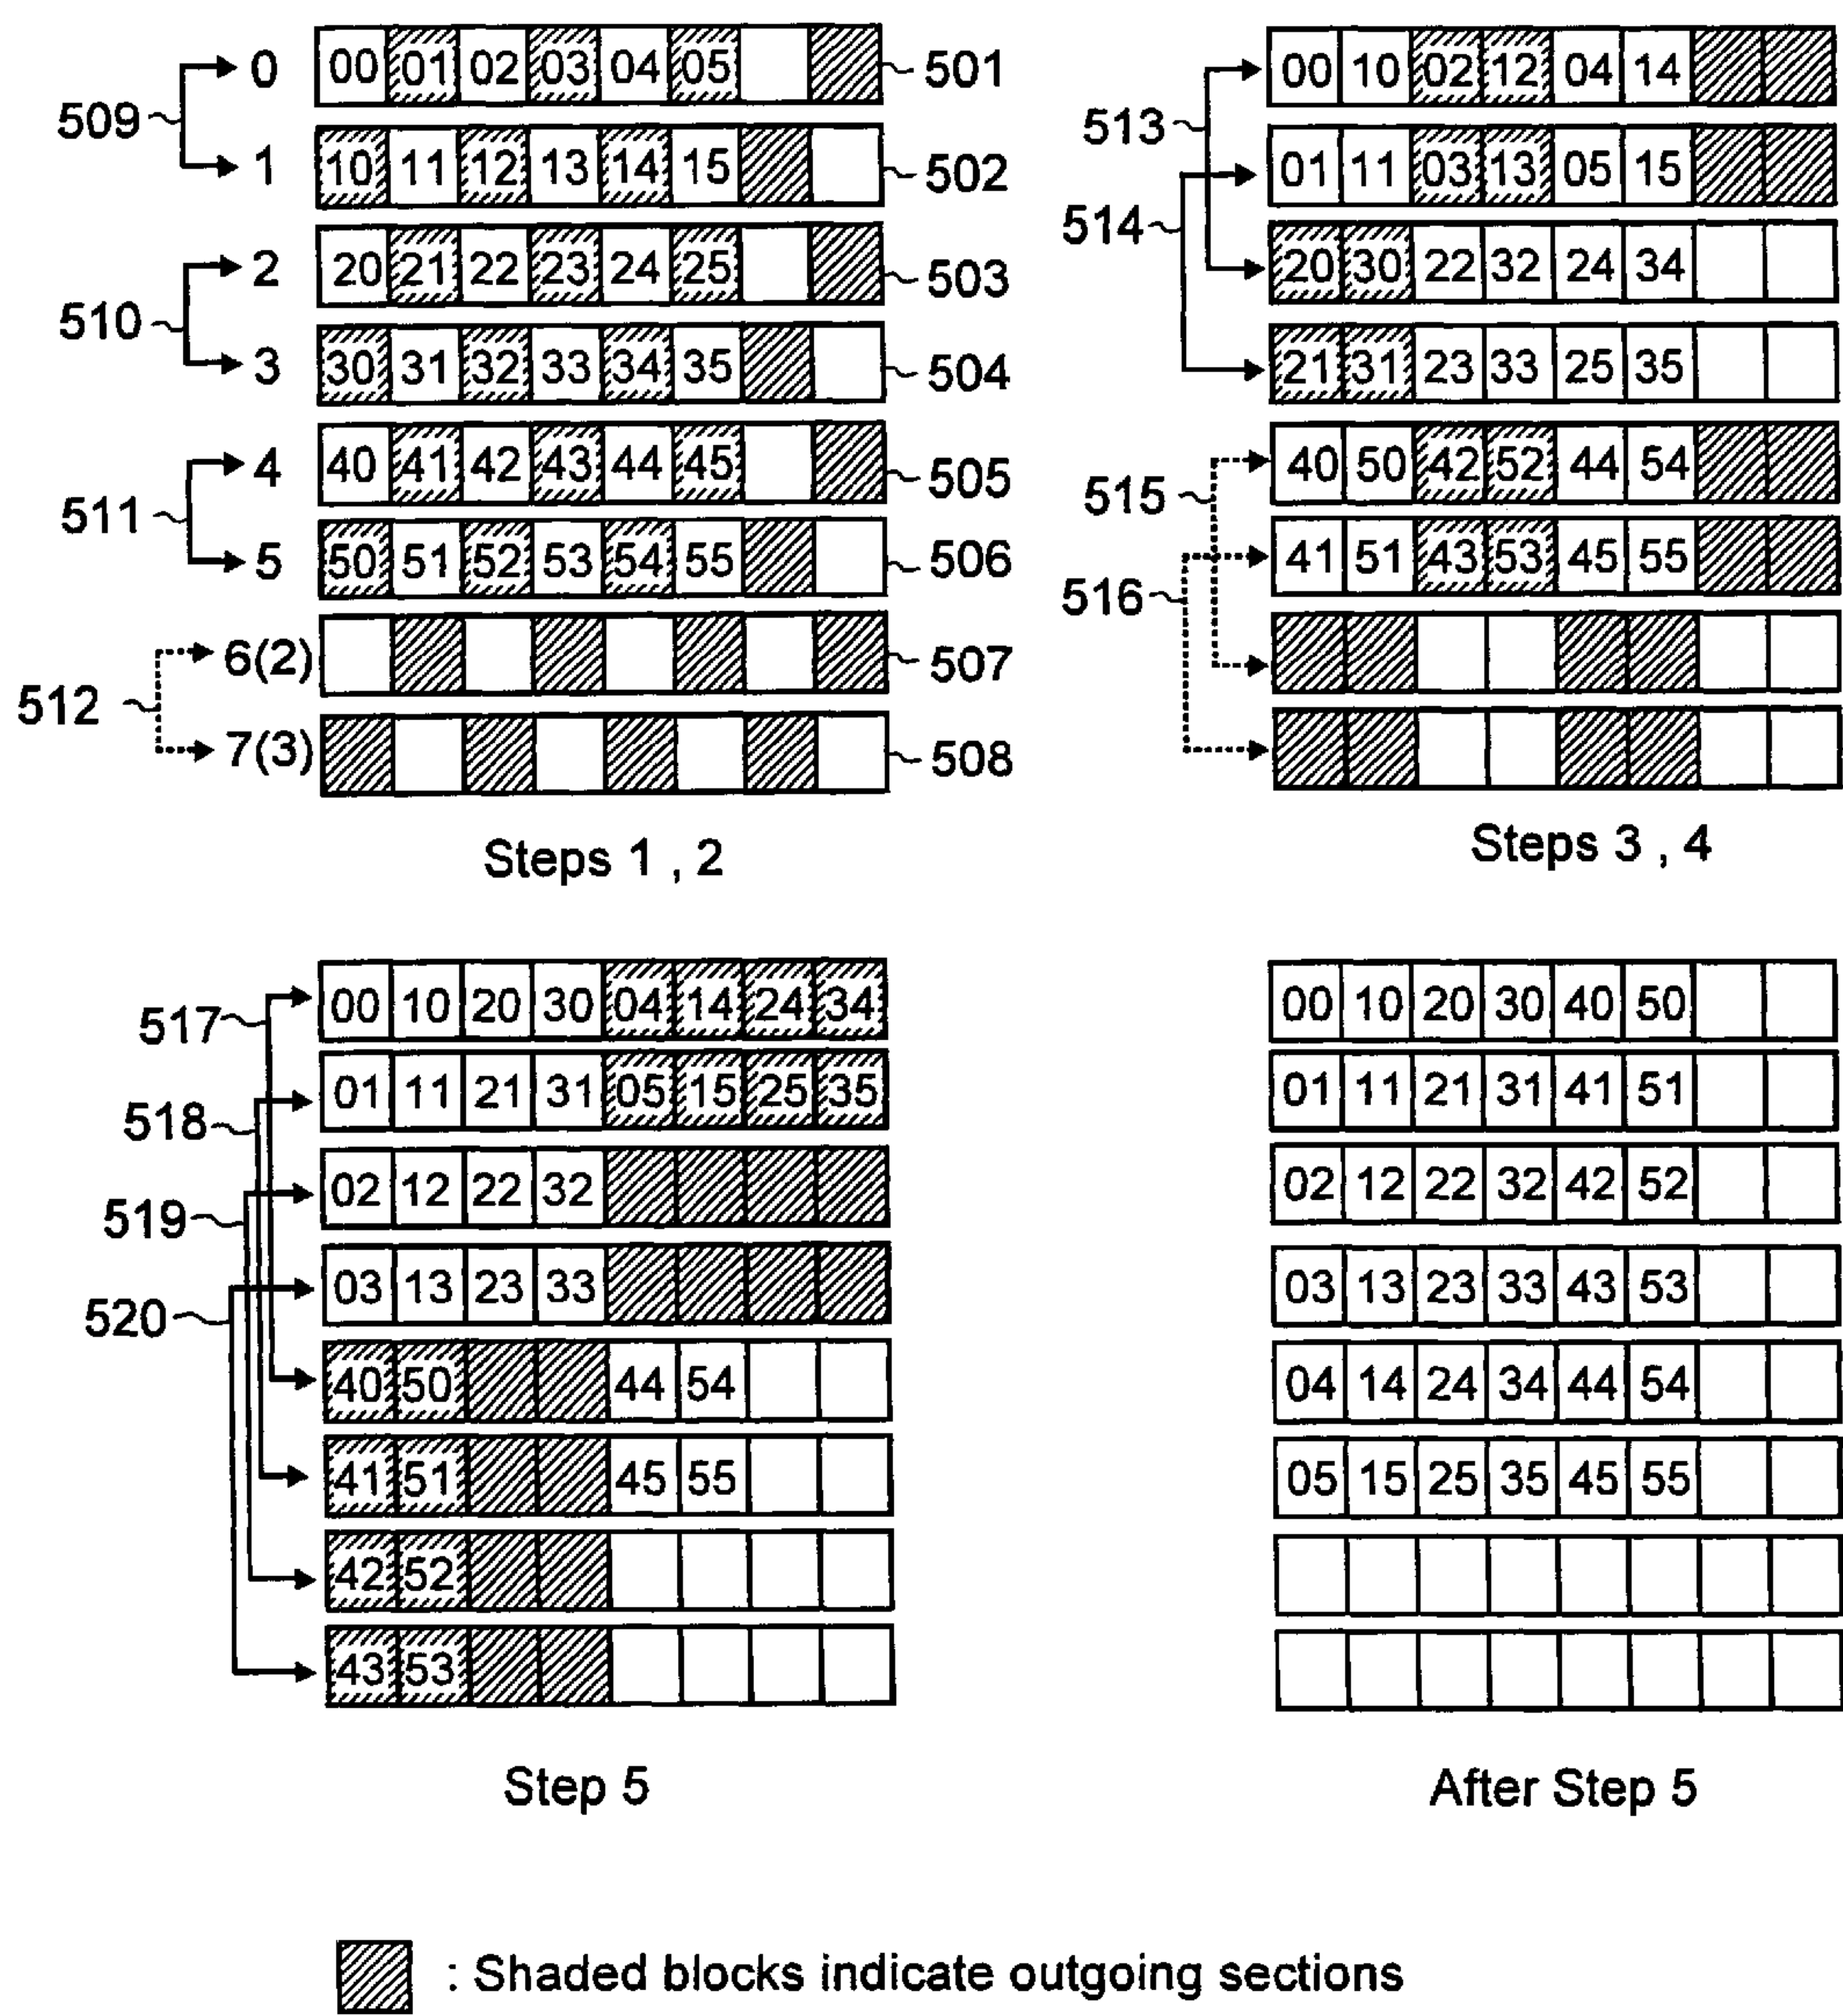 509
0 00 01 02 03 04 05 501
1 10 11 12 13 14 15 502
510
2 20 21 22 23 24 25 503
3 30 31 32 33 34 35 504
511
4 40 41 42 43 44 45 505
5 50 51 52 53 54 55 506
512
6(2) 507
7(3) 508
Steps 1 , 2
513
00 10 02 12 04 14
01 11 03 13 05 15
514
20 30 22 32 24 34
21 31 23 33 25 35
515
40 50 42 52 44 54
41 51 43 53 45 55
516
Steps 3 , 4
517
00 10 20 30 04 14 24 34
518
01 11 21 31 05 15 25 35
519
02 12 22 32
520
03 13 23 33
40 50 44 54
41 51 45 55
42 52
43 53
Step 5
00 10 20 30 40 50
01 11 21 31 41 51
02 12 22 32 42 52
03 13 23 33 43 53
04 14 24 34 44 54
05 15 25 35 45 55
After Step 5
: Shaded blocks indicate outgoing sections